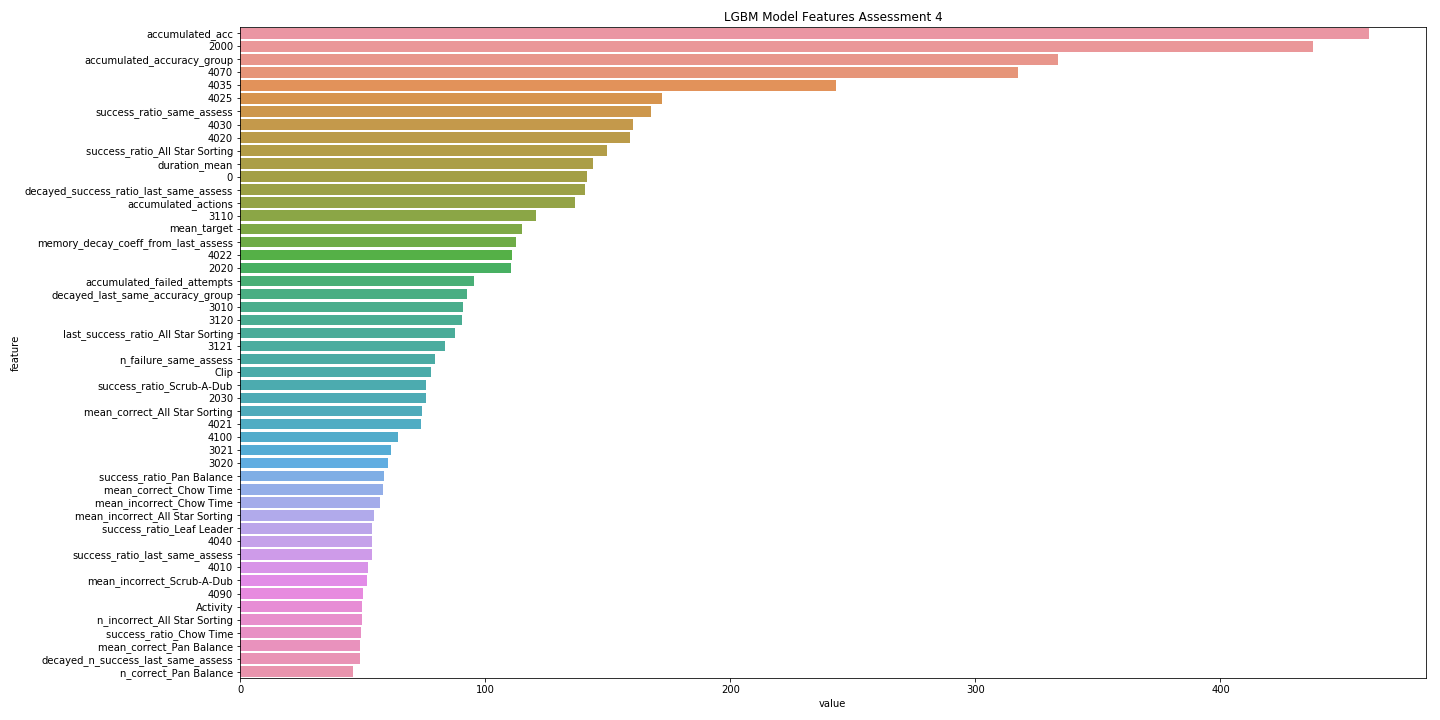 LGBM Model Features Assessment 4
accumulated_acc
2000
accumulated_accuracy_group
4070
4035
4025
success_ratio_same_assess
4030
4020
success_ratio_All Star Sorting
duration_mean
0
decayed_success_ratio_last_same_assess
accumulated_actions
3110
mean_target
memory_decay_coeff_from_last_assess
4022
2020
accumulated_failed_attempts
decayed_last_same_accuracy_group
3010
3120
last_success_ratio_All Star Sorting
3121
n_failure_same_assess
Clip
success_ratio_Scrub-A-Dub
2030
mean_correct_All Star Sorting
4021
4100
3021
3020
success_ratio_Pan Balance
mean_correct_Chow Time
mean_incorrect_Chow Time
mean_incorrect_All Star Sorting
success_ratio_Leaf Leader
4040
success_ratio_last_same_assess
4010
mean_incorrect_Scrub-A-Dub
4090
Activity
n_incorrect_All Star Sorting
success_ratio_Chow Time
mean_correct_Pan Balance
decayed_n_success_last_same_assess
n_correct_Pan Balance
feature
0 100 200 300 400
value